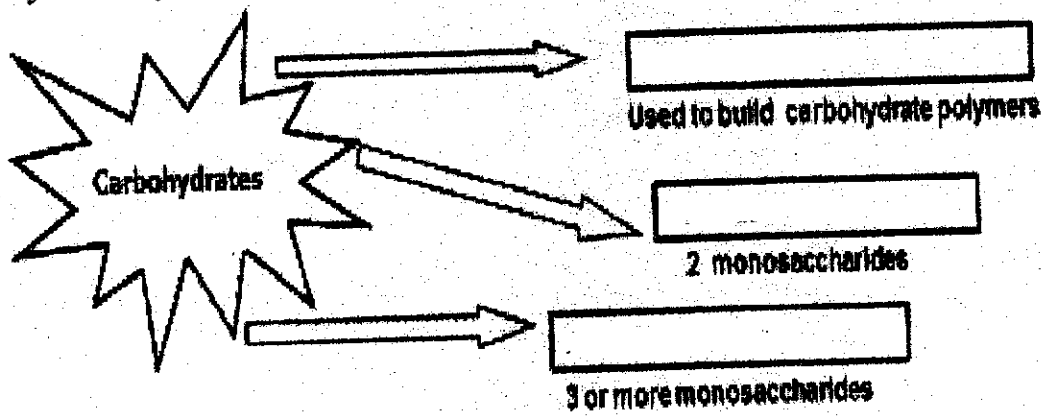 Used to build carbohydrate polymers
Carbohydrates
2 monosaccharides
3 or more monosaccharides